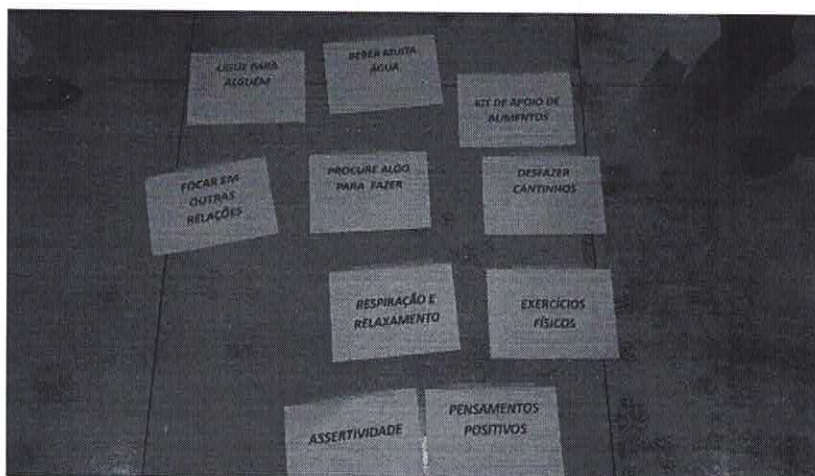 LIGUE PARA
ALGUÉM
BEBER MUITA
ÁGUA
KIT DE APOIO DE
ALIMENTOS
FOCAR EM
OUTRAS
RELAÇÕES
PROCURE ALGO
PARA FAZER
DESFAZER
CANTINHOS
RESPIRAÇÃO E
RELAXAMENTO
EXERCÍCIOS
FÍSICOS
ASSERTIVIDADE
PENSAMENTOS
POSITIVOS